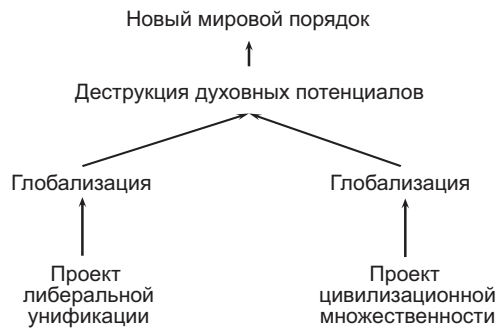 Новый мировой порядок
Деструкция духовных потенциалов
Глобализация Глобализация
Проект
либеральной
унификации
Проект
цивилизационной
множественности